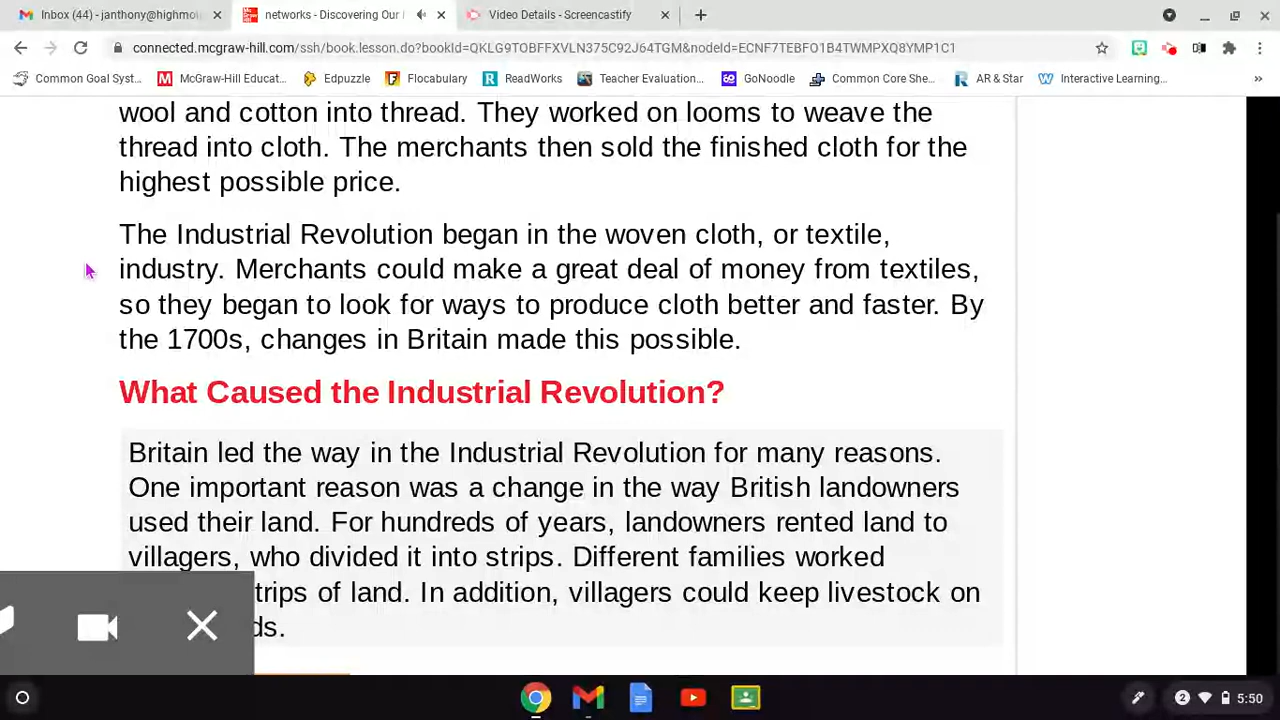 Inbox (44) - janthony@highmou
networks - Discovering Our
Video Details - Screencastify
connected.mcgraw-hill.com/ssh/book.lesson.do?bookId=QKLG9TOBFFXVLN375C92J64TGM&nodeId=ECNF7TEBFO1B4TWMPXQ8YMP1C1
Common Goal Syst...
McGraw-Hill Educat...
Edpuzzle
Flocabulary
ReadWorks
Teacher Evaluation...
GoNoodle
Common Core She...
AR & Star
Interactive Learning...
wool and cotton into thread. They worked on looms to weave the
thread into cloth. The merchants then sold the finished cloth for the
highest possible price.
The Industrial Revolution began in the woven cloth, or textile,
industry. Merchants could make a great deal of money from textiles,
so they began to look for ways to produce cloth better and faster. By
the 1700s, changes in Britain made this possible.
What Caused the Industrial Revolution?
Britain led the way in the Industrial Revolution for many reasons.
One important reason was a change in the way British landowners
used their land. For hundreds of years, landowners rented land to
villagers, who divided it into strips. Different families worked
trips of land. In addition, villagers could keep livestock on
ds.
2
5:50